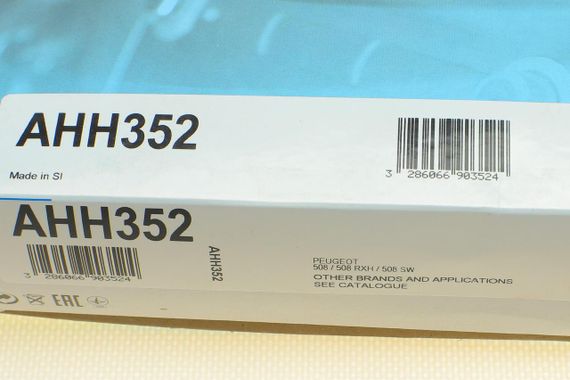 AHH352
3 286066 903524
Made in SI
AHH352
3 286066 903524
AHH352
PEUGEOT
508 / 508 RXH / 508 SW
OTHER BRANDS AND APPLICATIONS
SEE CATALOGUE
EAC